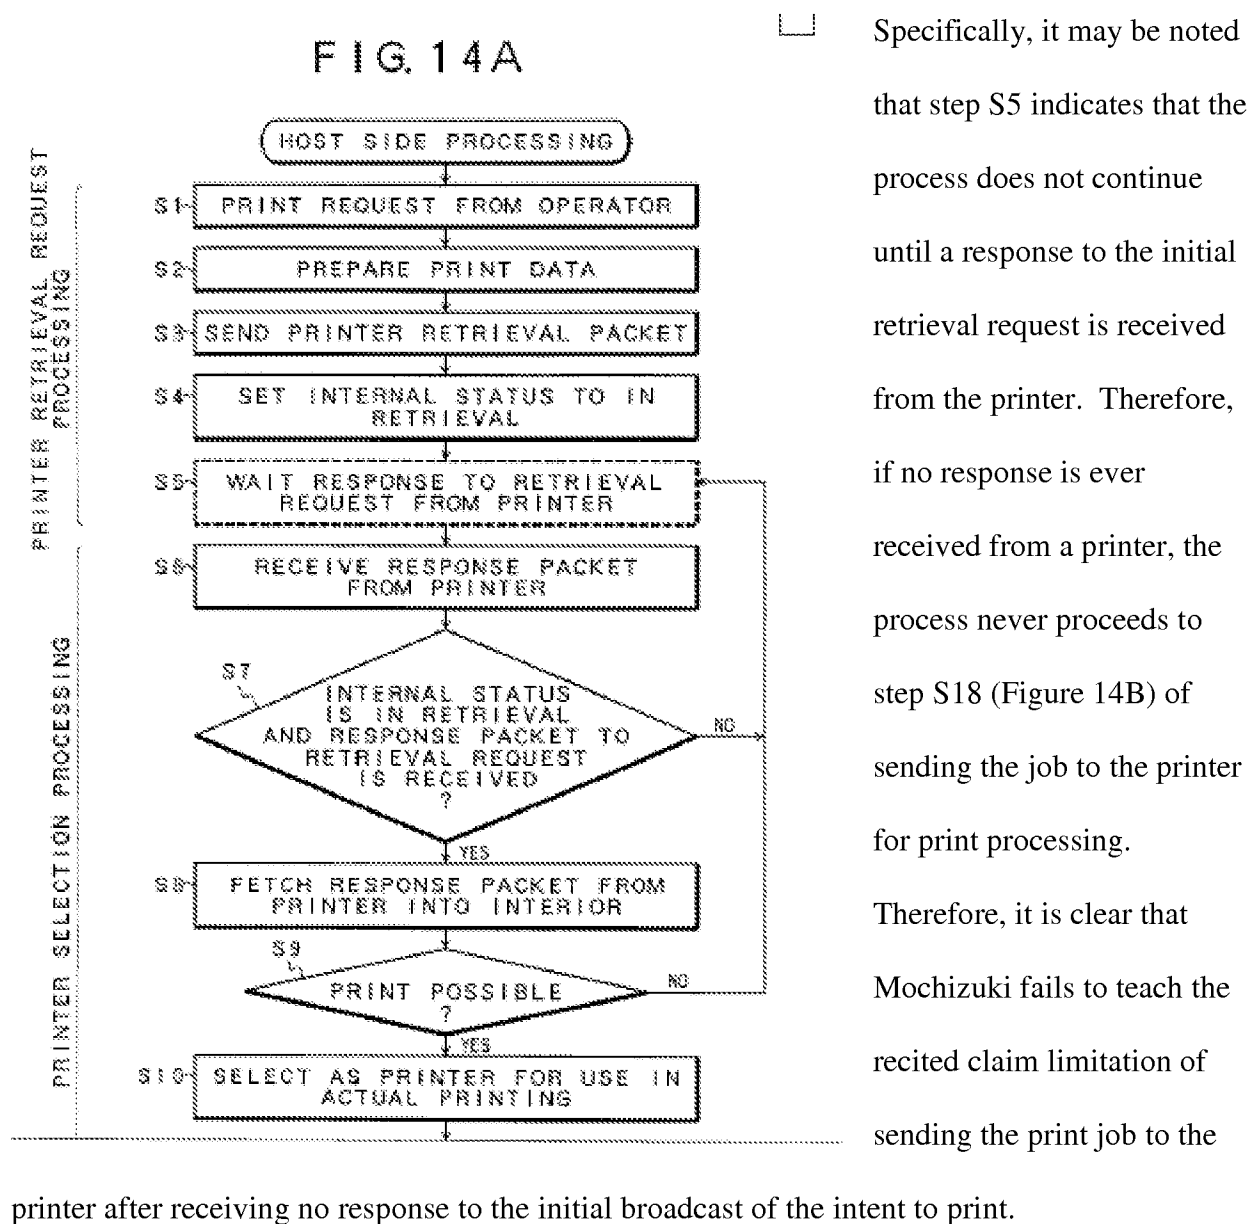 FIG. 14A
HOST SIDE PROCESSING
PRINTER RETRIEVAL REQUEST
PROCESSING
S1
PRINT REQUEST FROM OPERATOR
S2
PREPARE PRINT DATA
S3
SEND PRINTER RETRIEVAL PACKET
S4
SET INTERNAL STATUS TO IN
RETRIEVAL
S5
WAIT RESPONSE TO RETRIEVAL
REQUEST FROM PRINTER
PRINTER SELECTION PROCESSING
S6
RECEIVE RESPONSE PACKET
FROM PRINTER
S7
INTERNAL STATUS
IS IN RETRIEVAL
AND RESPONSE PACKET TO
RETRIEVAL REQUEST
IS RECEIVED
?
NO
YES
S8
FETCH RESPONSE PACKET FROM
PRINTER INTO INTERIOR
S9
PRINT POSSIBLE
?
NO
YES
S10
SELECT AS PRINTER FOR USE IN
ACTUAL PRINTING
Specifically, it may be noted
that step S5 indicates that the
process does not continue
until a response to the initial
retrieval request is received
from the printer.  Therefore,
if no response is ever
received from a printer, the
process never proceeds to
step S18 (Figure 14B) of
sending the job to the printer
for print processing.
Therefore, it is clear that
Mochizuki fails to teach the
recited claim limitation of
sending the print job to the
printer after receiving no response to the initial broadcast of the intent to print.